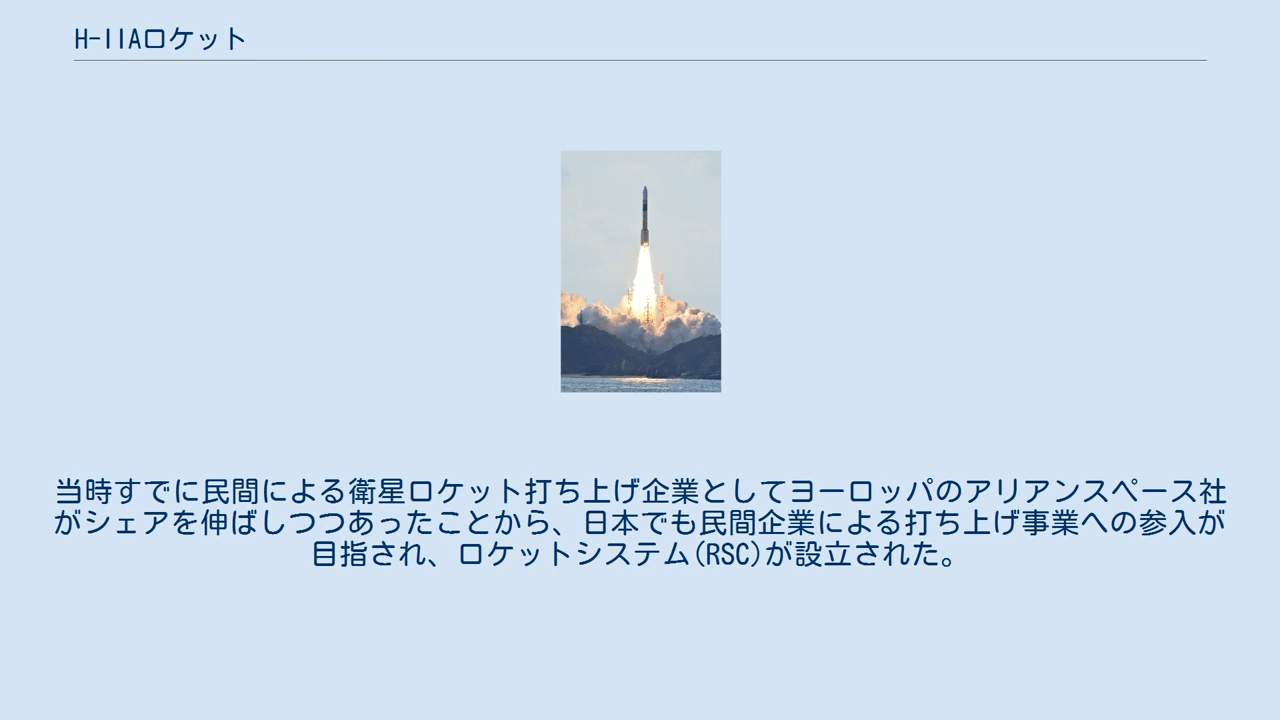 H-IIAロケット
当時すでに民間による衛星ロケット打ち上げ企業としてヨーロッパのアリアンスペース社
がシェアを伸ばしつつあったことから、日本でも民間企業による打ち上げ事業への参入が
目指され、ロケットシステム(RSC)が設立された。